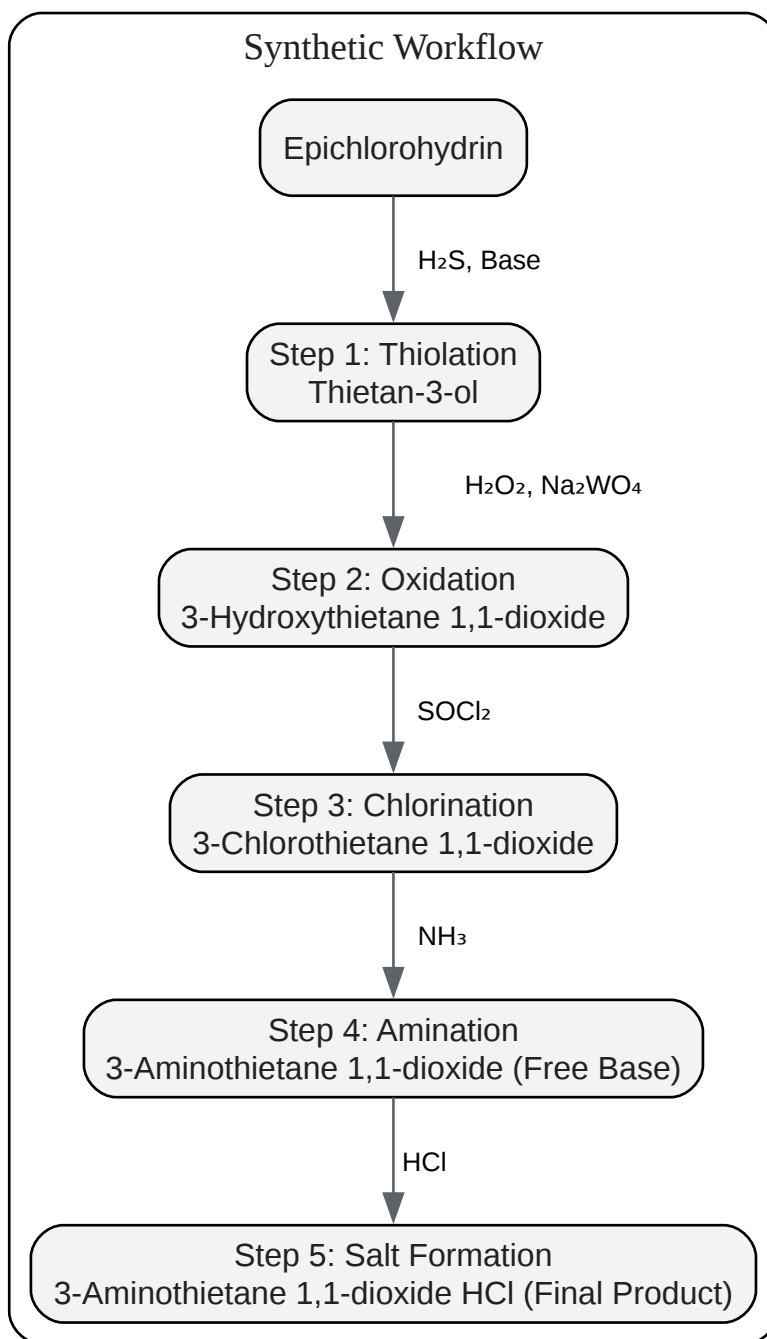 Synthetic Workflow
Epichlorohydrin
H₂S, Base
Step 1: Thiolation
Thietan-3-ol
H₂O₂, Na₂WO₄
Step 2: Oxidation
3-Hydroxythietane 1,1-dioxide
SOCl₂
Step 3: Chlorination
3-Chlorothietane 1,1-dioxide
NH₃
Step 4: Amination
3-Aminothietane 1,1-dioxide (Free Base)
HCl
Step 5: Salt Formation
3-Aminothietane 1,1-dioxide HCl (Final Product)